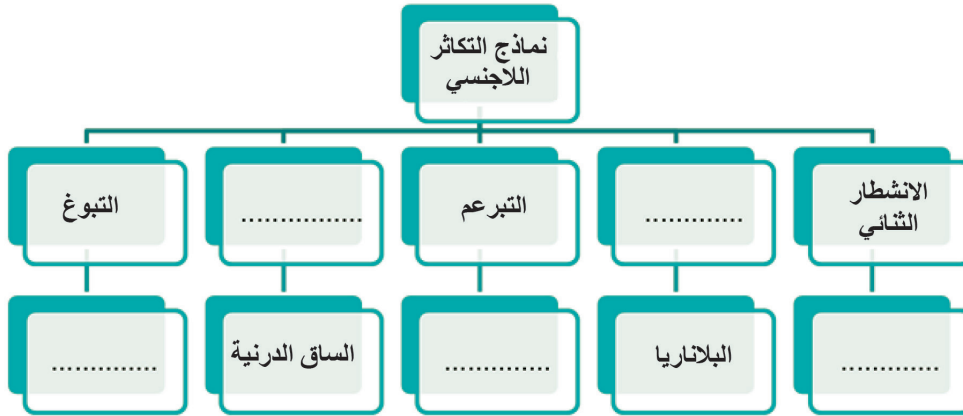 نماذج التكاثر
اللاجنسي
الانشطار
الثنائي
.............
التبرعم
................
التبوغ
.............
البلاناريا
..............
الساق الدرنية
..............